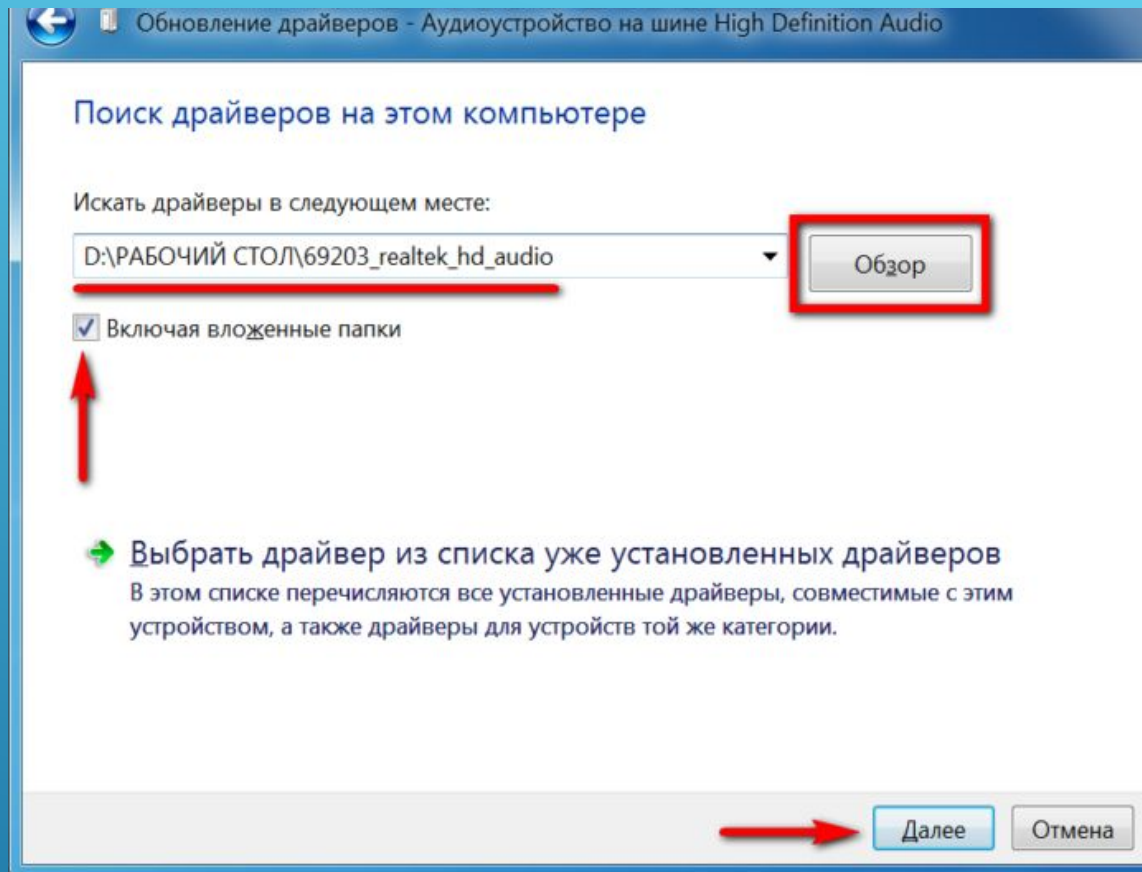 Обновление драйверов - Аудиоустройство на шине High Definition Audio
Поиск драйверов на этом компьютере
Искать драйверы в следующем месте:
D:\РАБОЧИЙ СТОЛ\69203_realtek_hd_audio
Обзор
Включая вложенные папки
Выбрать драйвер из списка уже установленных драйверов
В этом списке перечисляются все установленные драйверы, совместимые с этим
устройством, а также драйверы для устройств той же категории.
Далее
Отмена